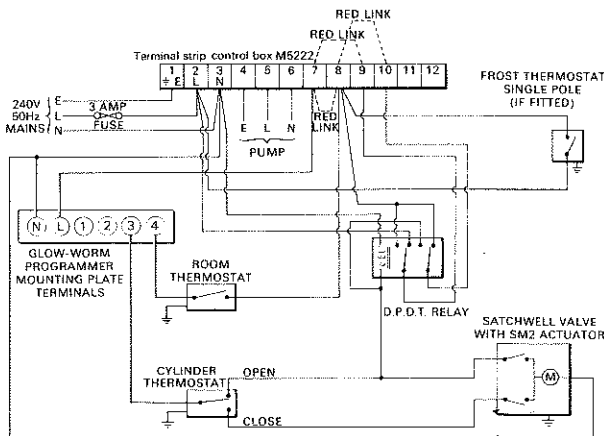 RED LINK
RED LINK
Terminal strip control box M5222
1 2 3 4 5 6 7 8 9 10 11 12
E L N
RED
LINK
FROST THERMOSTAT
SINGLE POLE
(IF FITTED)
240V
50Hz
MAINS
E
L
N
3 AMP
FUSE
E L N
PUMP
N L 1 2 3 4
GLOW-WORM
PROGRAMMER
MOUNTING PLATE
TERMINALS
ROOM
THERMOSTAT
D.P.D.T. RELAY
SATCHWELL VALVE
WITH SM2 ACTUATOR
CYLINDER
THERMOSTAT
OPEN
M
CLOSE